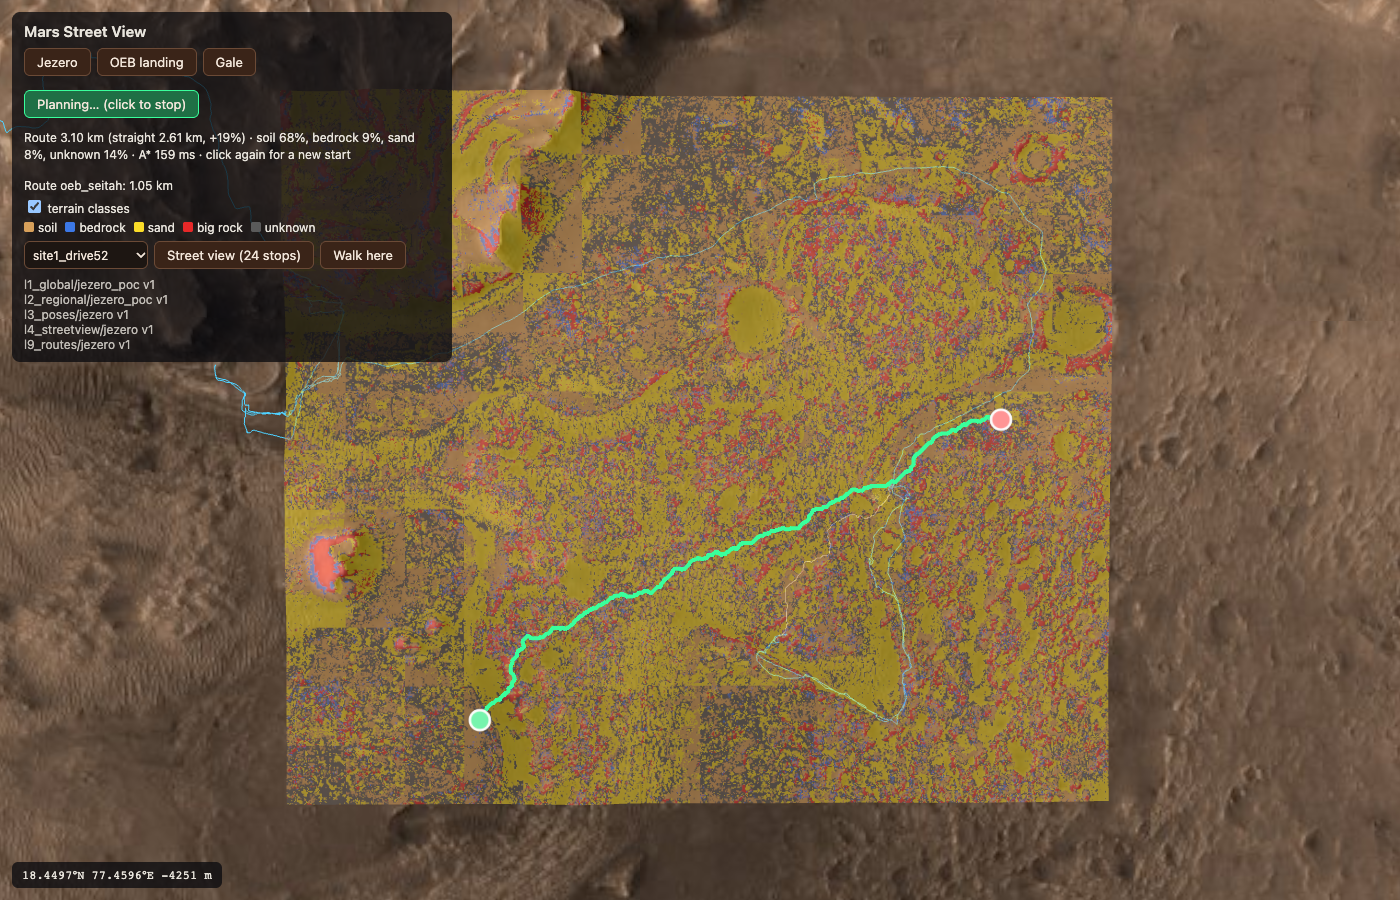 Mars Street View
Jezero OEB landing Gale
Planning... (click to stop)
Route 3.10 km (straight 2.61 km, +19%) · soil 68%, bedrock 9%, sand
8%, unknown 14% · A* 159 ms · click again for a new start
Route oeb_seitah: 1.05 km
terrain classes
soil bedrock sand big rock unknown
site1_drive52 Street view (24 stops) Walk here
l1_global/jezero_poc v1
l2_regional/jezero_poc v1
l3_poses/jezero v1
l4_streetview/jezero v1
l9_routes/jezero v1
18.4497°N 77.4596°E -4251 m